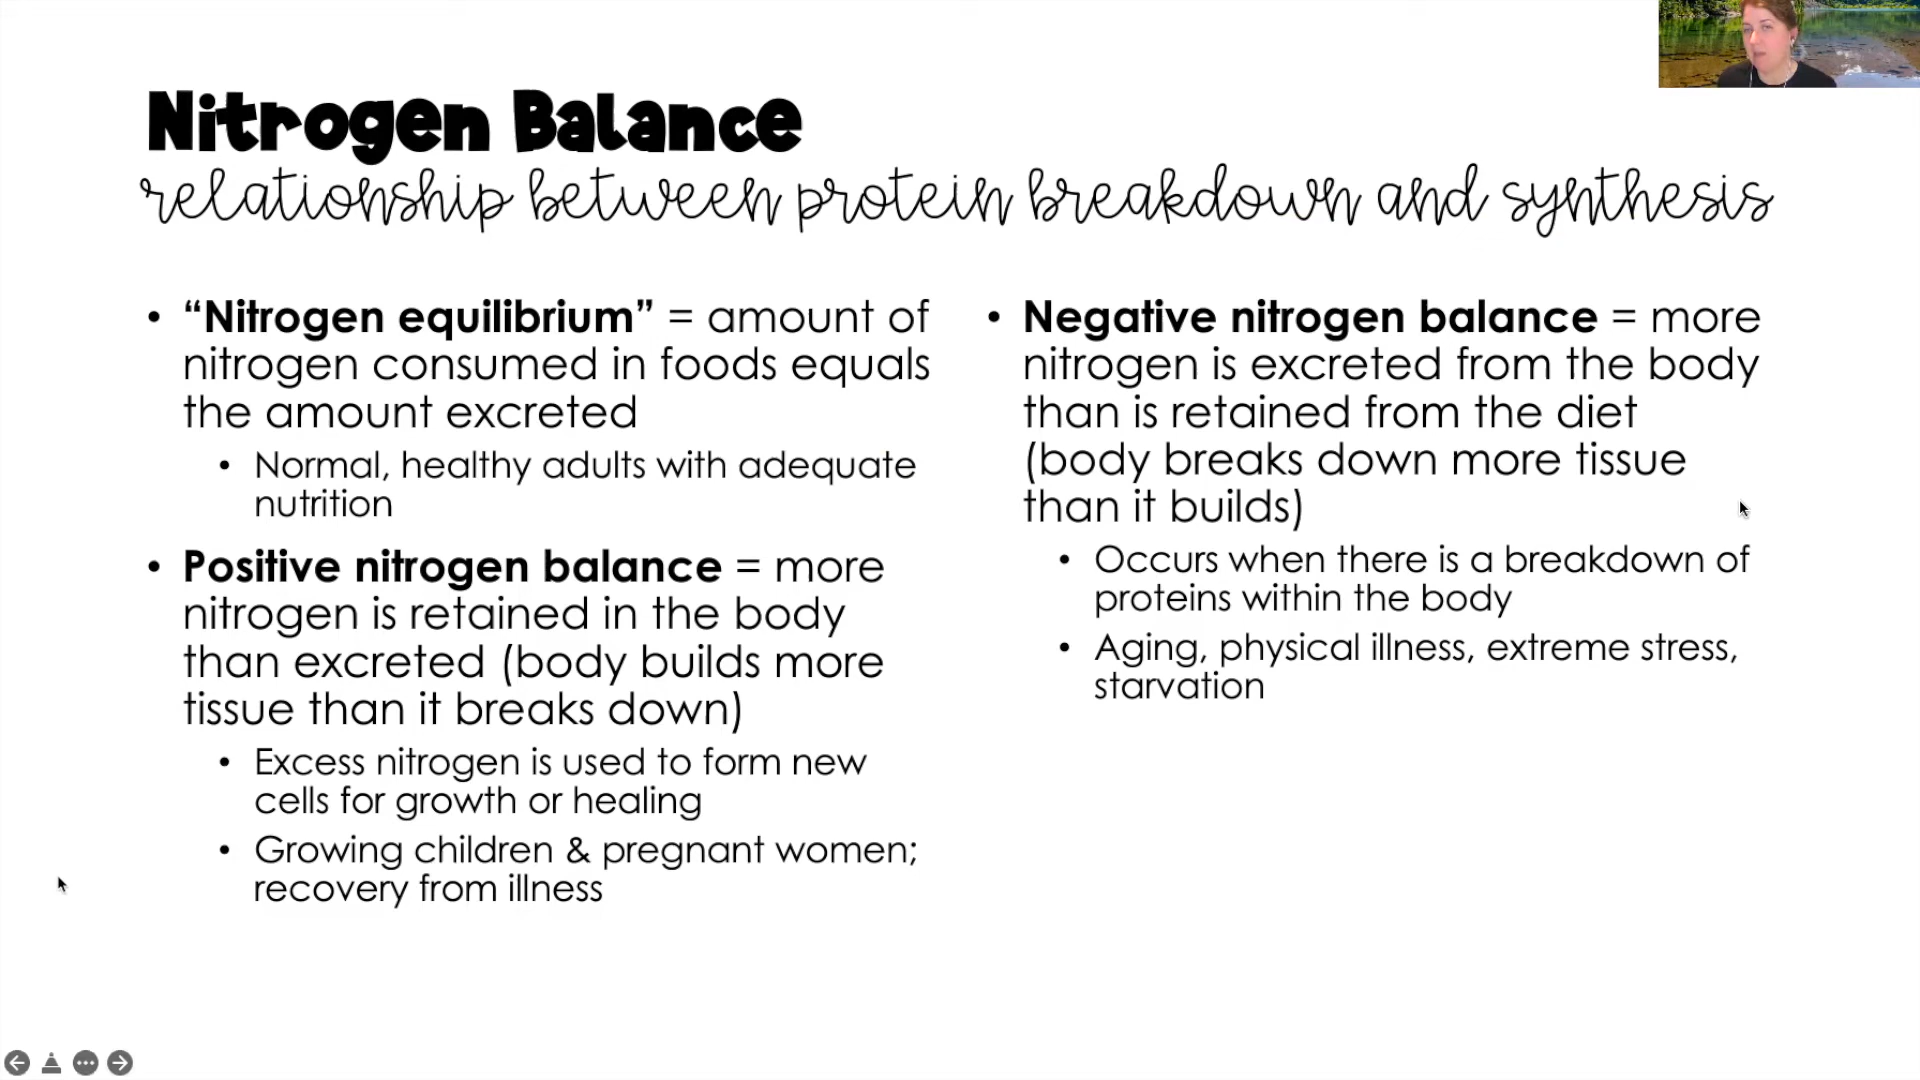 Nitrogen Balance
relationship between protein breakdown and synthesis
• “Nitrogen equilibrium” = amount of
nitrogen consumed in foods equals
the amount excreted
• Normal, healthy adults with adequate
nutrition
• Positive nitrogen balance = more
nitrogen is retained in the body
than excreted (body builds more
tissue than it breaks down)
• Excess nitrogen is used to form new
cells for growth or healing
• Growing children & pregnant women;
recovery from illness
• Negative nitrogen balance = more
nitrogen is excreted from the body
than is retained from the diet
(body breaks down more tissue
than it builds)
• Occurs when there is a breakdown of
proteins within the body
• Aging, physical illness, extreme stress,
starvation